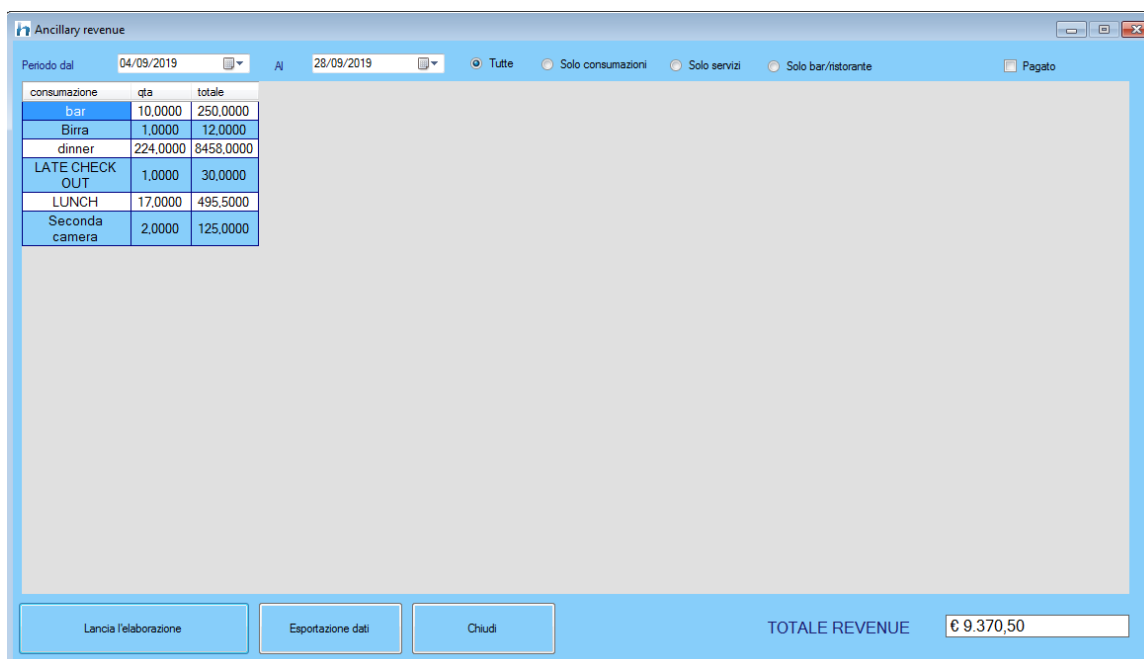 Ancillary revenue
Periodo dal 04/09/2019 Al 28/09/2019 Tutte Solo consumazioni Solo servizi Solo bar/ristorante Pagato
consumazione qta totale
bar 10,0000 250,0000
Birra 1,0000 12,0000
dinner 224,0000 8458,0000
LATE CHECK
OUT 1,0000 30,0000
LUNCH 17,0000 495,5000
Seconda
camera 2,0000 125,0000
Lancia l'elaborazione Esportazione dati Chiudi TOTALE REVENUE € 9.370,50